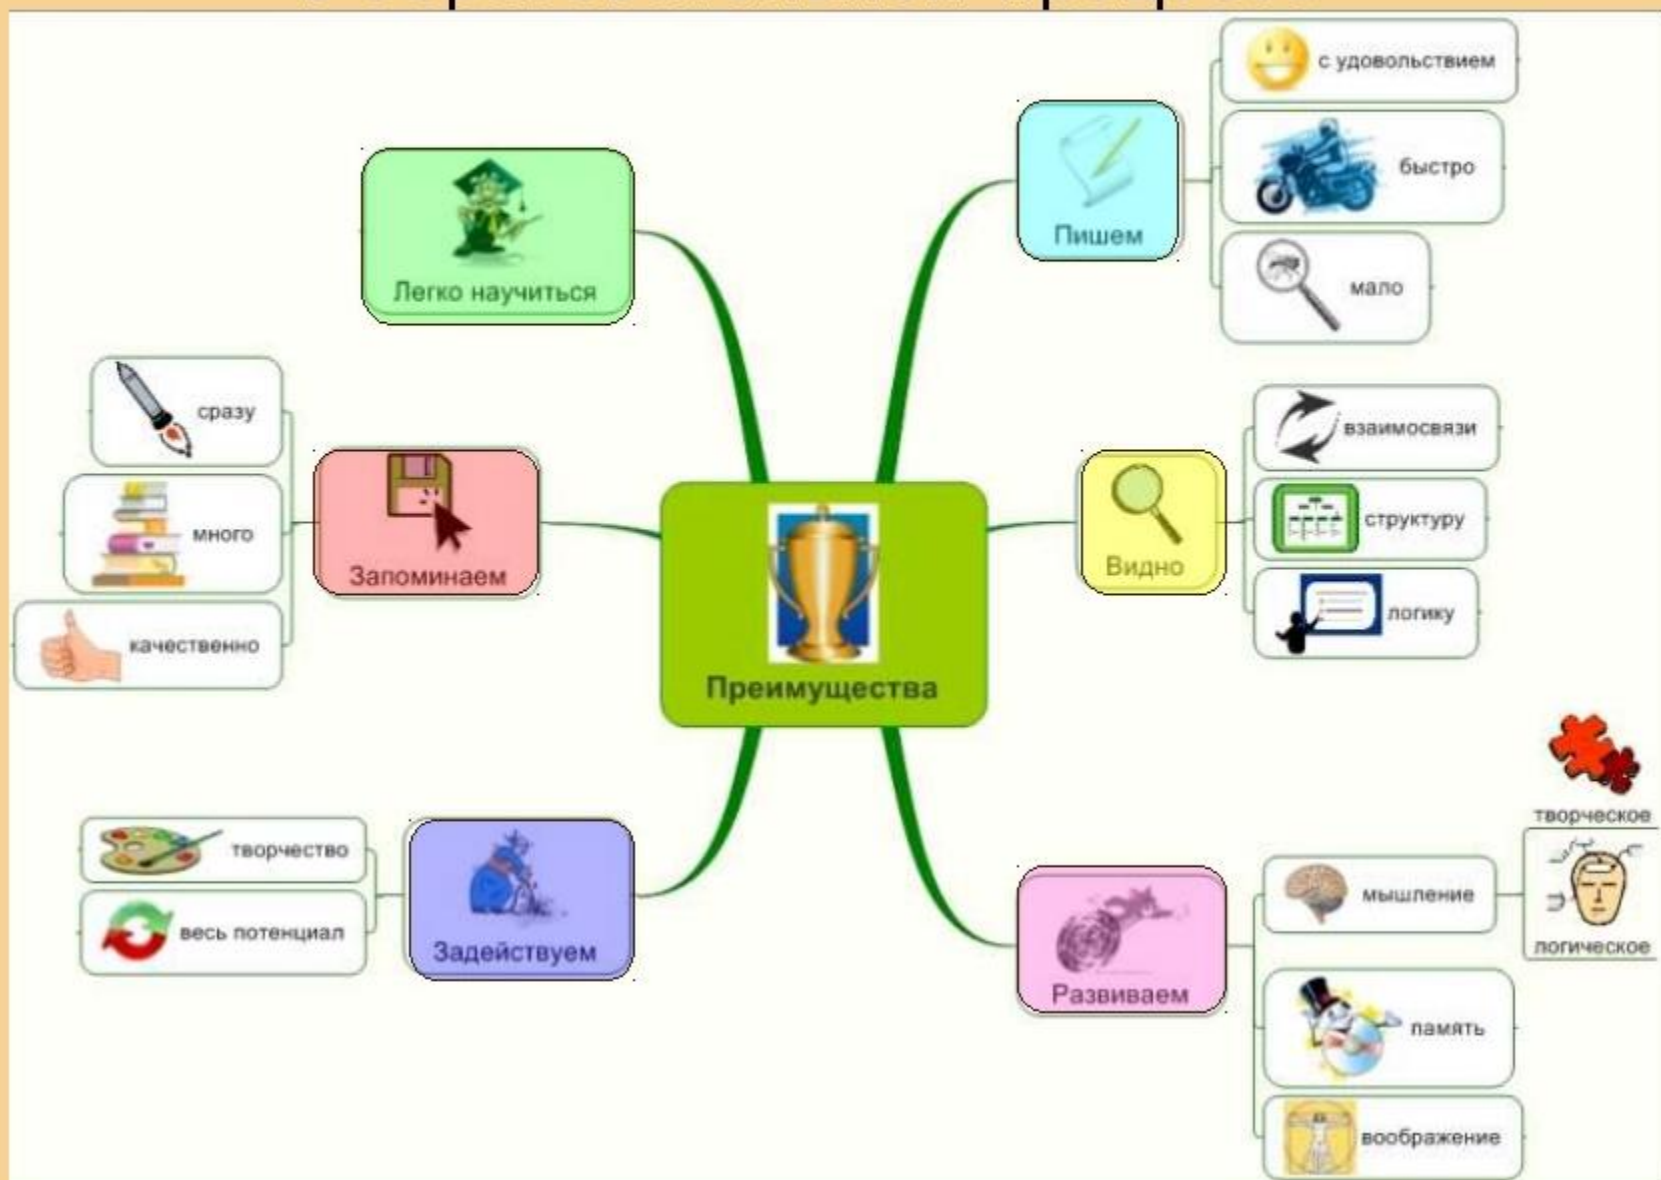 Преимущества
Легко научиться
Пишем
с удовольствием
быстро
мало
Запоминаем
сразу
много
качественно
Видно
взаимосвязи
структуру
логику
Задействуем
творчество
весь потенциал
Развиваем
мышление
творческое
логическое
память
воображение